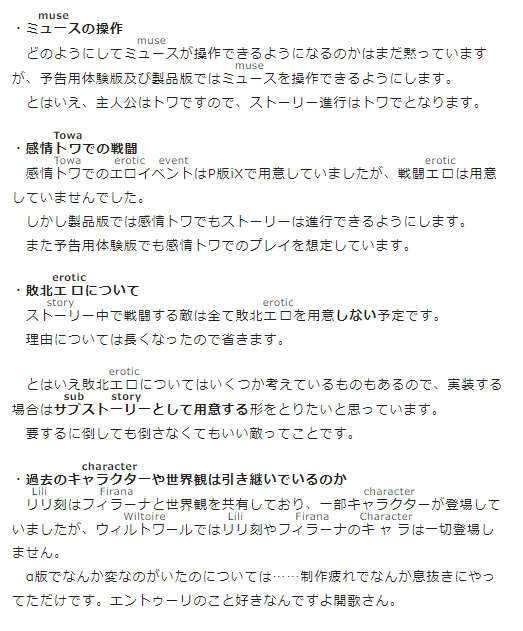 muse
・ミュースの操作
muse
どのようにしてミュースが操作できるようになるのかはまだ黙っています
muse
が、予告用体験版及び製品版ではミュースを操作できるようにします。
とはいえ、主人公はトワですので、ストーリー進行はトワでとなります。
Towa
・感情トワでの戦闘
Towa erotic event erotic
感情トワでのエロイベントはP版iXで用意していましたが、戦闘エロは用意
していませんでした。
しかし製品版では感情トワでもストーリーは進行できるようにします。
また予告用体験版でも感情トワでのプレイを想定しています。
erotic
・敗北エロについて
story erotic
ストーリー中で戦闘する敵は全て敗北エロを用意しない予定です。
理由については長くなったので省きます。
erotic
とはいえ敗北エロについてはいくつか考えているものもあるので、実装する
sub story
場合はサブストーリーとして用意する形をとりたいと思っています。
要するに倒しても倒さなくてもいい敵ってことです。
character
・過去のキャラクターや世界観は引き継いでいるのか
Lili Firana character
リリ刻はフィラーナと世界観を共有しており、一部キャラクターが登場して
Wiltoire Lili Firana Character
いましたが、ウィルトワールではリリ刻やフィラーナのキャラは一切登場し
ません。
α版でなんか変なのがいたのについては……制作疲れでなんか息抜きにやっ
てただけです。エントゥーリのこと好きなんですよ開歌さん。